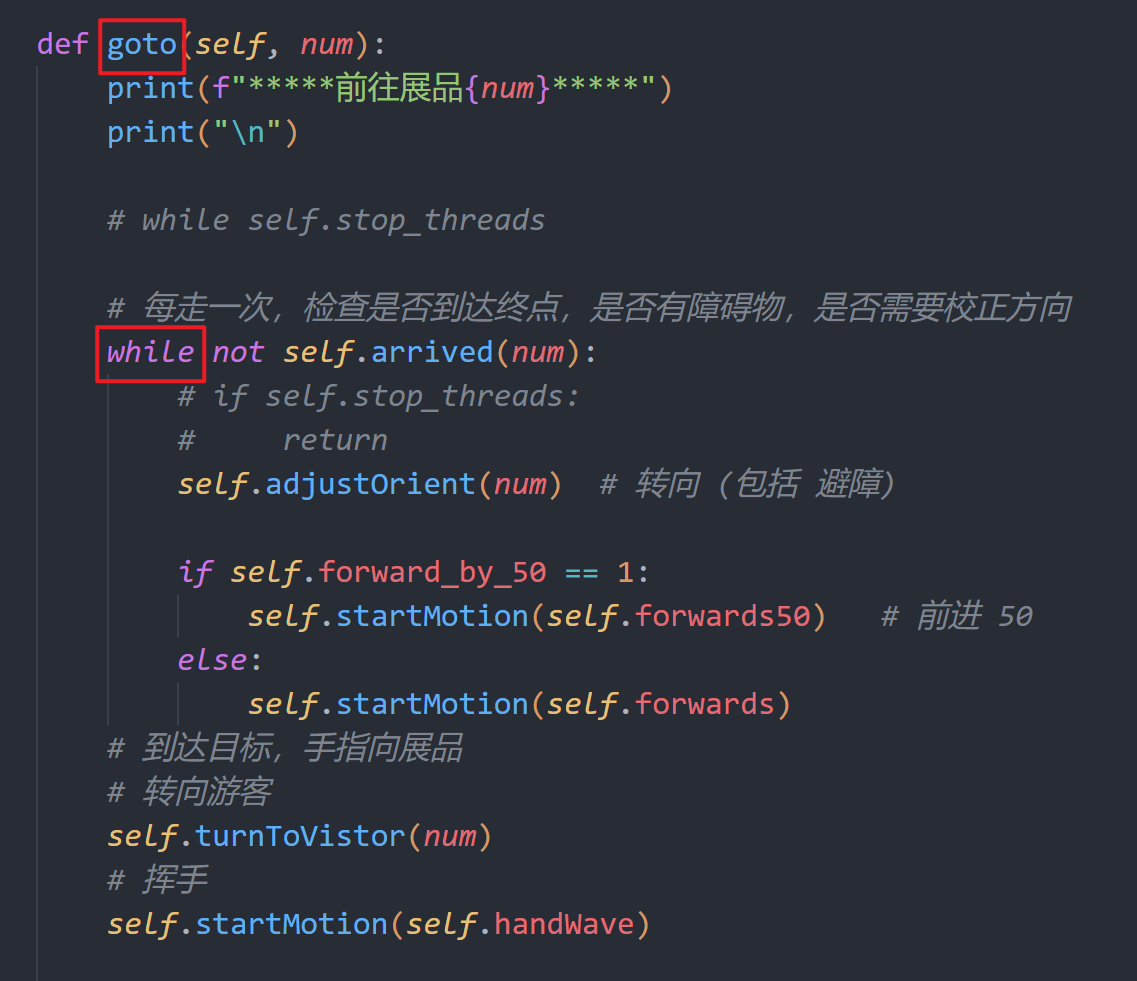 def goto(self, num):
print(f"*****前往展品{num}*****")
print("\n")
# while self.stop_threads
# 每走一次，检查是否到达终点，是否有障碍物，是否需要校正方向
while not self.arrived(num):
# if self.stop_threads:
#     return
self.adjustOrient(num)  # 转向（包括 避障）
if self.forward_by_50 == 1:
self.startMotion(self.forwards50)   # 前进 50
else:
self.startMotion(self.forwards)
# 到达目标，手指向展品
# 转向游客
self.turnToVistor(num)
# 挥手
self.startMotion(self.handWave)